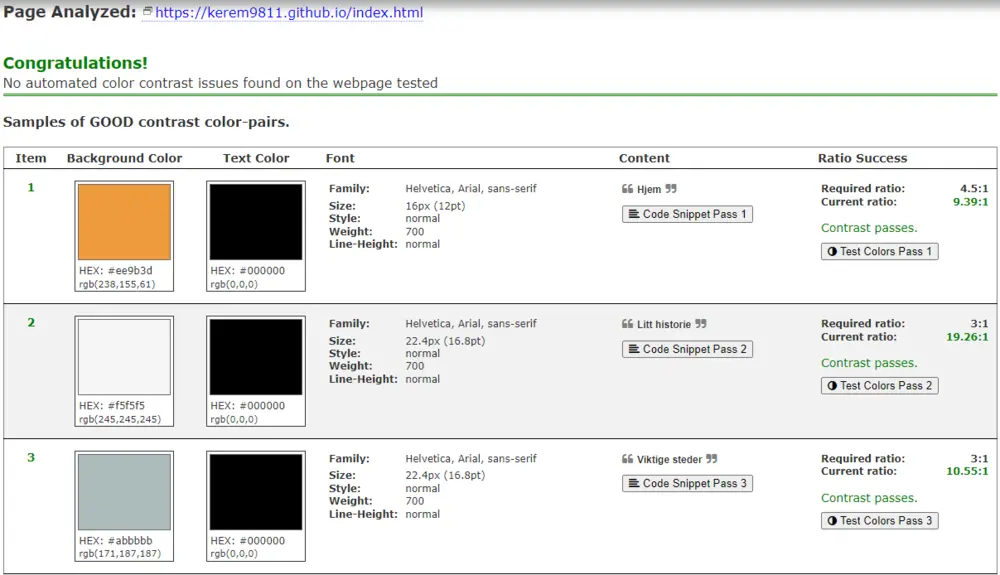 Page Analyzed: https://kerem9811.github.io/index.html
Congratulations!
No automated color contrast issues found on the webpage tested
Samples of GOOD contrast color-pairs.
Item Background Color Text Color Font Content Ratio Success
1
HEX: #ee9b3d
rgb(238,155,61)
HEX: #000000
rgb(0,0,0)
Family: Helvetica, Arial, sans-serif
Size: 16px (12pt)
Style: normal
Weight: 700
Line-Height: normal
❝ Hjem ❞
Code Snippet Pass 1
Required ratio: 4.5:1
Current ratio: 9.39:1
Contrast passes.
Test Colors Pass 1
2
HEX: #f5f5f5
rgb(245,245,245)
HEX: #000000
rgb(0,0,0)
Family: Helvetica, Arial, sans-serif
Size: 22.4px (16.8pt)
Style: normal
Weight: 700
Line-Height: normal
❝ Litt historie ❞
Code Snippet Pass 2
Required ratio: 3:1
Current ratio: 19.26:1
Contrast passes.
Test Colors Pass 2
3
HEX: #abbbbb
rgb(171,187,187)
HEX: #000000
rgb(0,0,0)
Family: Helvetica, Arial, sans-serif
Size: 22.4px (16.8pt)
Style: normal
Weight: 700
Line-Height: normal
❝ Viktige steder ❞
Code Snippet Pass 3
Required ratio: 3:1
Current ratio: 10.55:1
Contrast passes.
Test Colors Pass 3